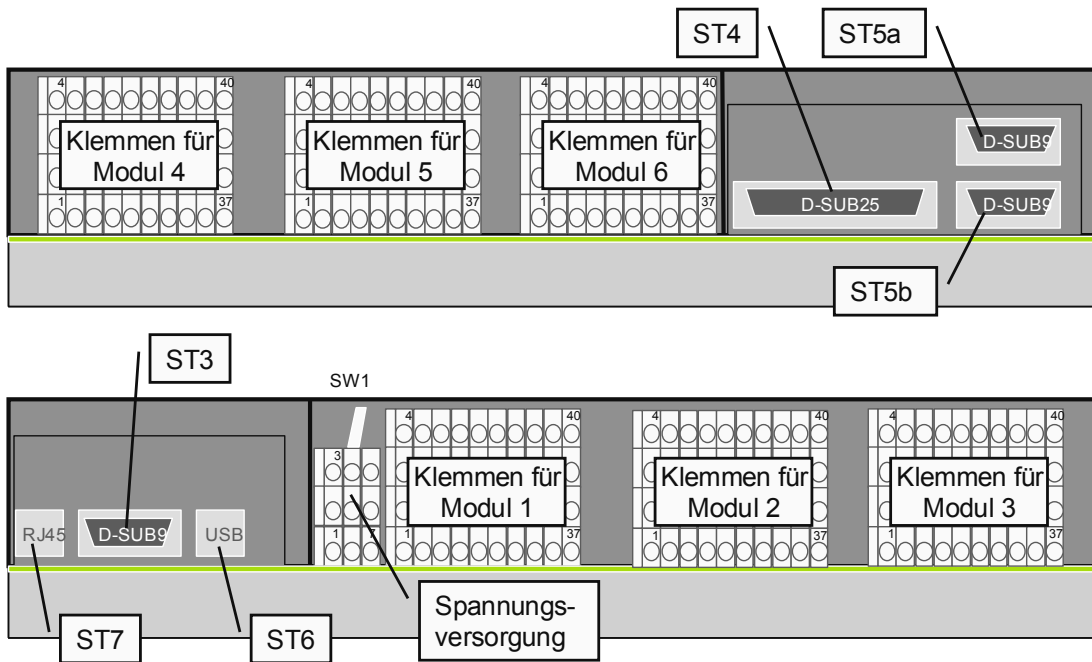 ST4
ST5a
4 40
4 40
4 40
Klemmen für
Modul 4
Klemmen für
Modul 5
Klemmen für
Modul 6
D-SUB9
D-SUB25
D-SUB9
1 37
1 37
1 37
ST5b
ST3
SW1
4 40
4 40
4 40
3
Klemmen für
Modul 1
Klemmen für
Modul 2
Klemmen für
Modul 3
RJ45
D-SUB9
USB
1 7
1 37
1 37
1 37
ST7
ST6
Spannungs-
versorgung